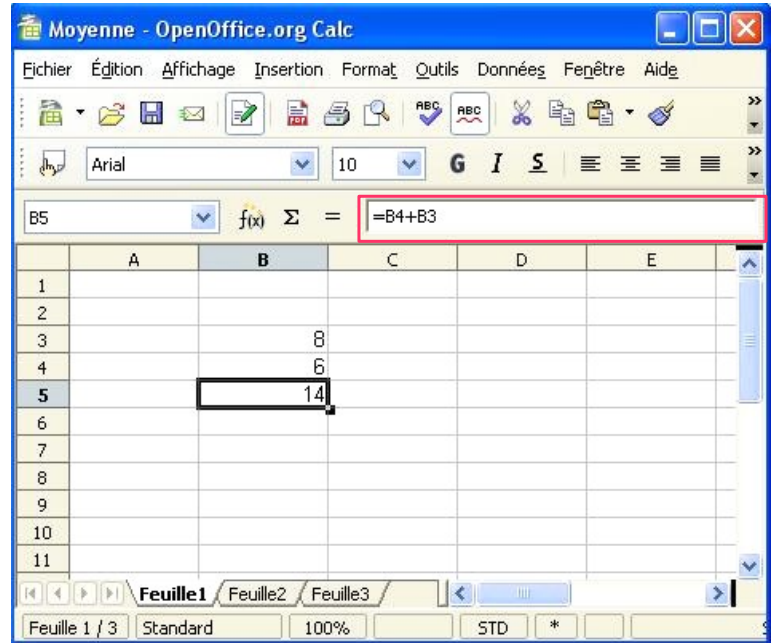 Moyenne - OpenOffice.org Calc
Fichier Édition Affichage Insertion Format Outils Données Fenêtre Aide
ABC ABC
Arial 10 G I S
B5 f(x) Σ = =B4+B3
A B C D E
1
2
3 8
4 6
5 14
6
7
8
9
10
11
Feuille1 Feuille2 Feuille3
Feuille 1 / 3 Standard 100% STD *